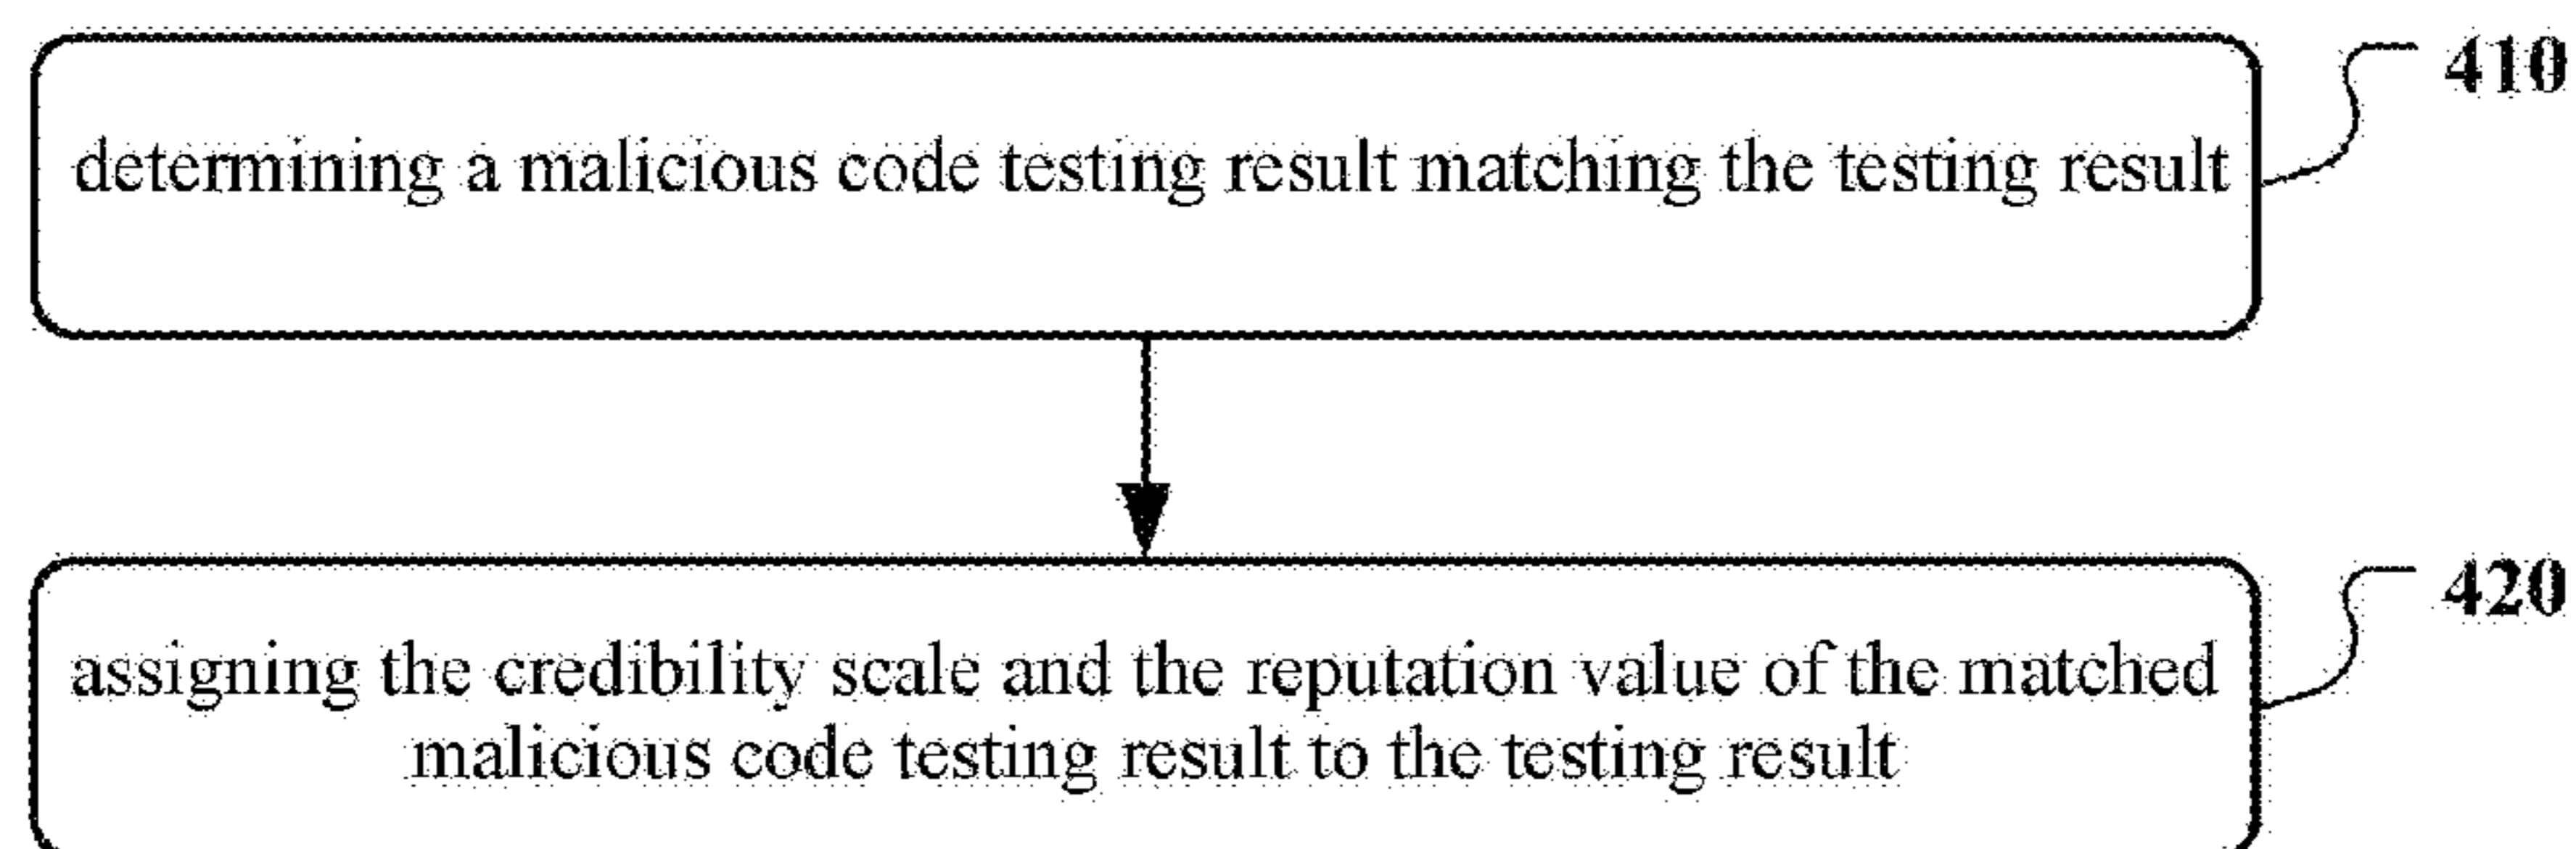 410
determining a malicious code testing result matching the testing result
420
assigning the credibility scale and the reputation value of the matched
malicious code testing result to the testing result